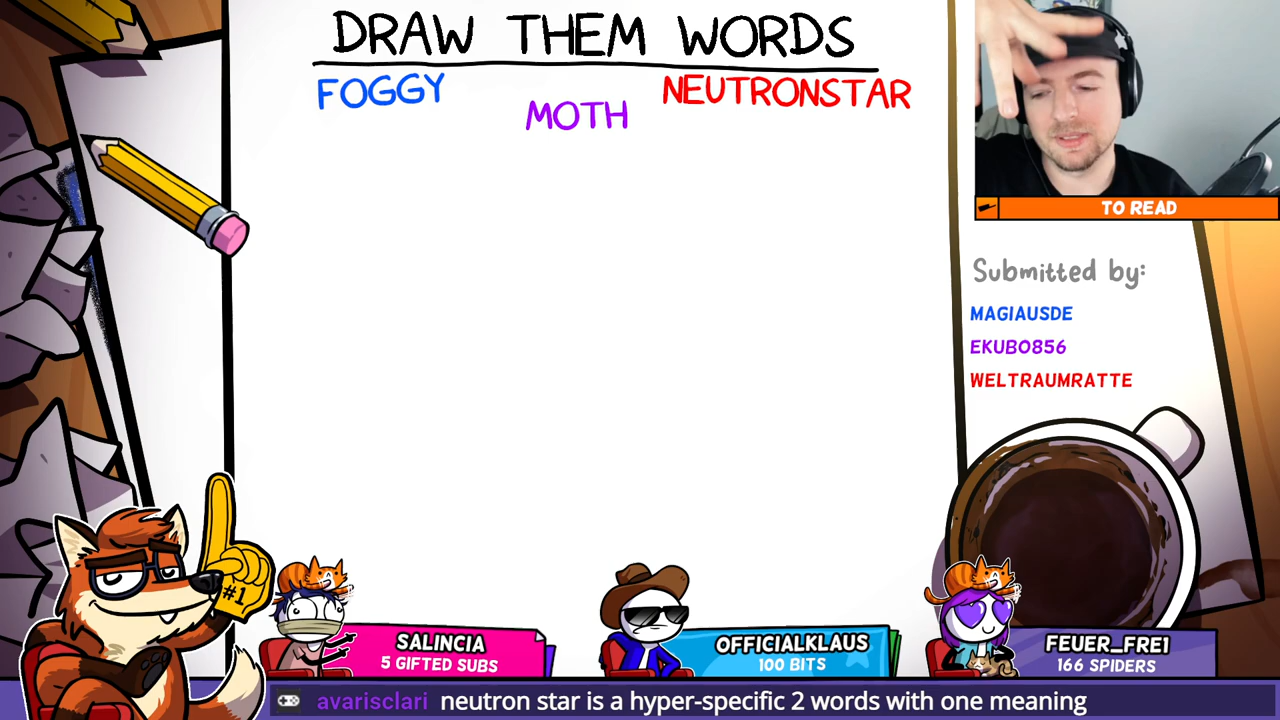 DRAW THEM WORDS
FOGGY
MOTH
NEUTRONSTAR
TO READ
Submitted by:
MAGIAUSDE
EKUBO856
WELTRAUMRATTE
#1
SALINCIA
5 GIFTED SUBS
OFFICIALKLAUS
100 BITS
FEUER_FREI
166 SPIDERS
avarisclari neutron star is a hyper-specific 2 words with one meaning